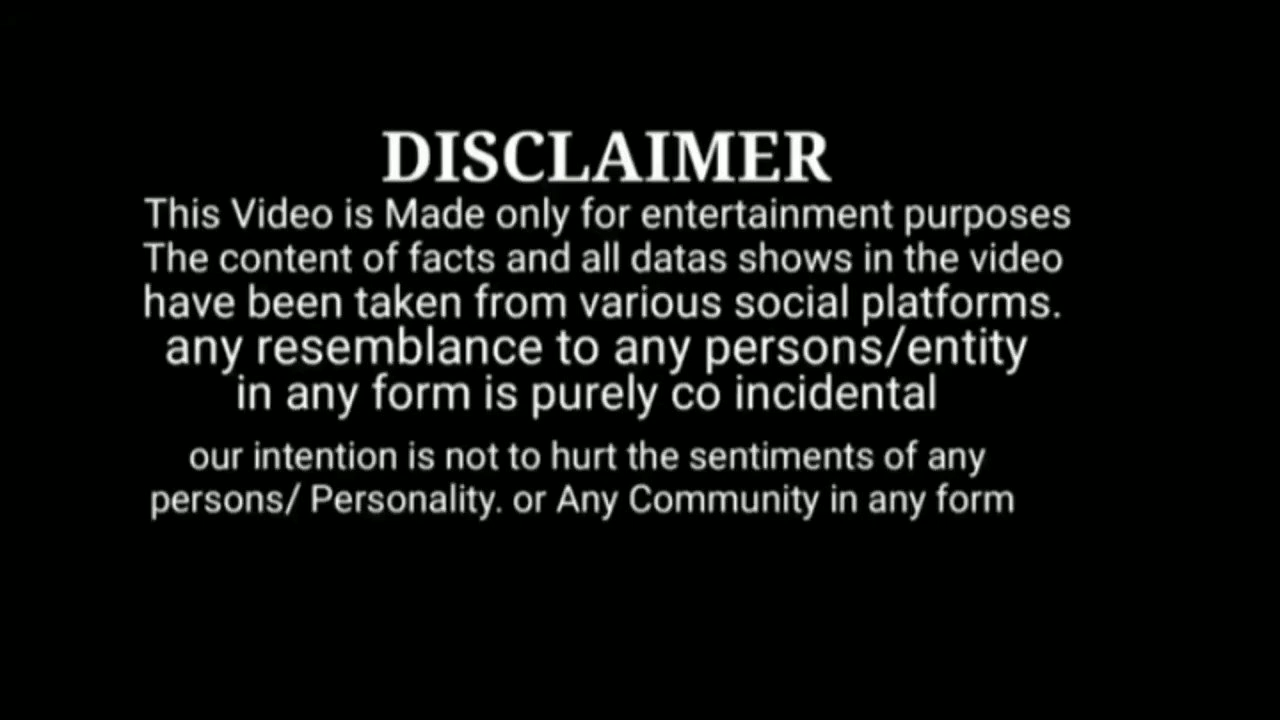 DISCLAIMER
This Video is Made only for entertainment purposes
The content of facts and all datas shows in the video
have been taken from various social platforms.
any resemblance to any persons/entity
in any form is purely co incidental
our intention is not to hurt the sentiments of any
persons/ Personality. or Any Community in any form